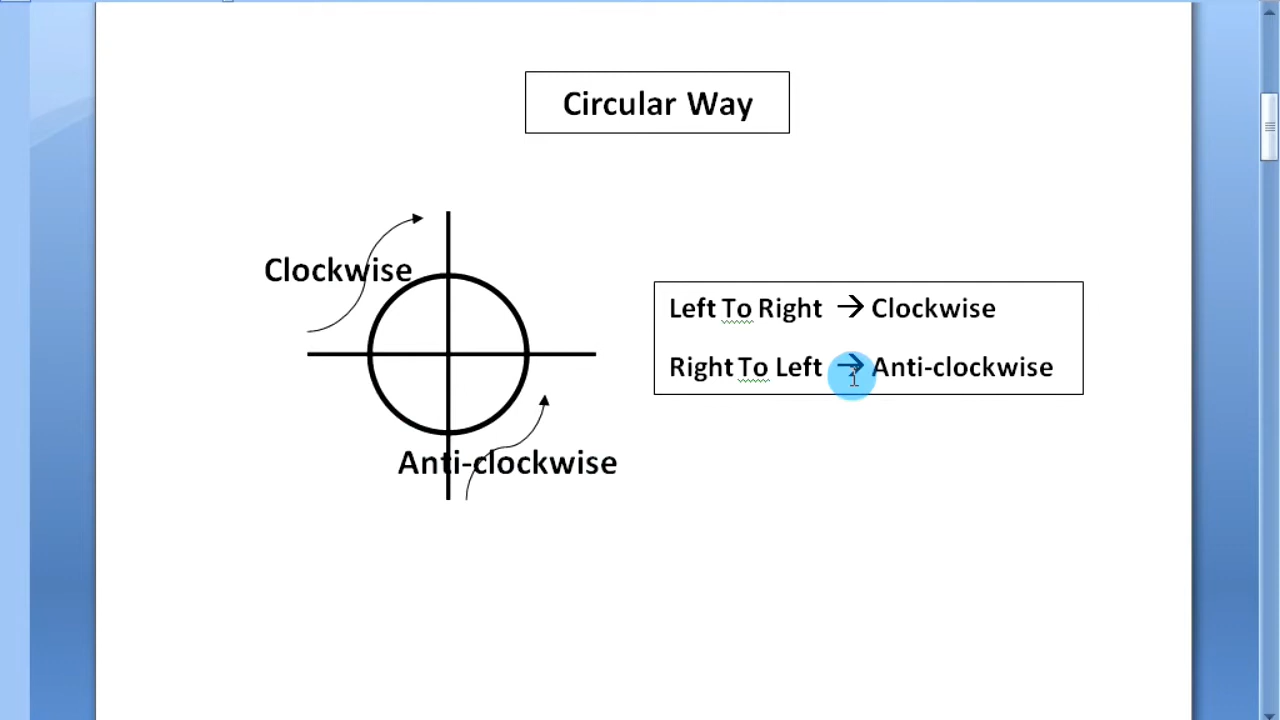 Circular Way
Clockwise
Left To Right → Clockwise
Right To Left → Anti-clockwise
Anti-clockwise